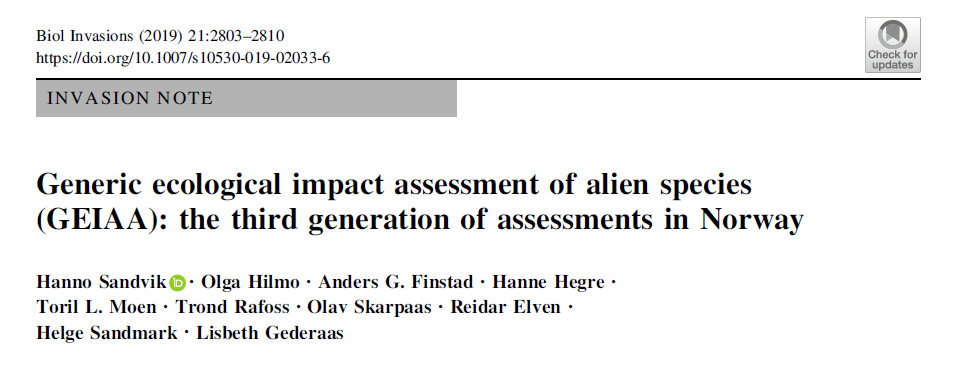 Biol Invasions (2019) 21:2803–2810
https://doi.org/10.1007/s10530-019-02033-6
Check for
updates
INVASION NOTE
Generic ecological impact assessment of alien species
(GEIAA): the third generation of assessments in Norway
Hanno Sandvik iD · Olga Hilmo · Anders G. Finstad · Hanne Hegre ·
Toril L. Moen · Trond Rafoss · Olav Skarpaas · Reidar Elven ·
Helge Sandmark · Lisbeth Gederaas